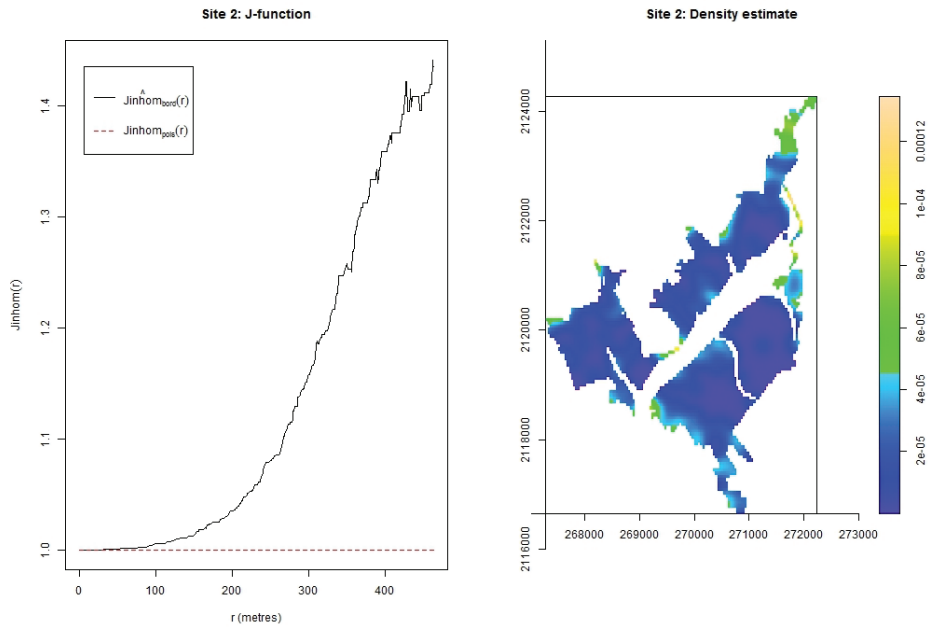 Site 2: J-function
Jinhom(r)
1.4
1.3
1.2
1.1
1.0
^
Jinhom_bord(r)
Jinhom_pois(r)
0 100 200 300 400
r (metres)
Site 2: Density estimate
2124000
2122000
2120000
2118000
2116000
268000 269000 270000 271000 272000 273000
0.00012
1e-04
8e-05
6e-05
4e-05
2e-05